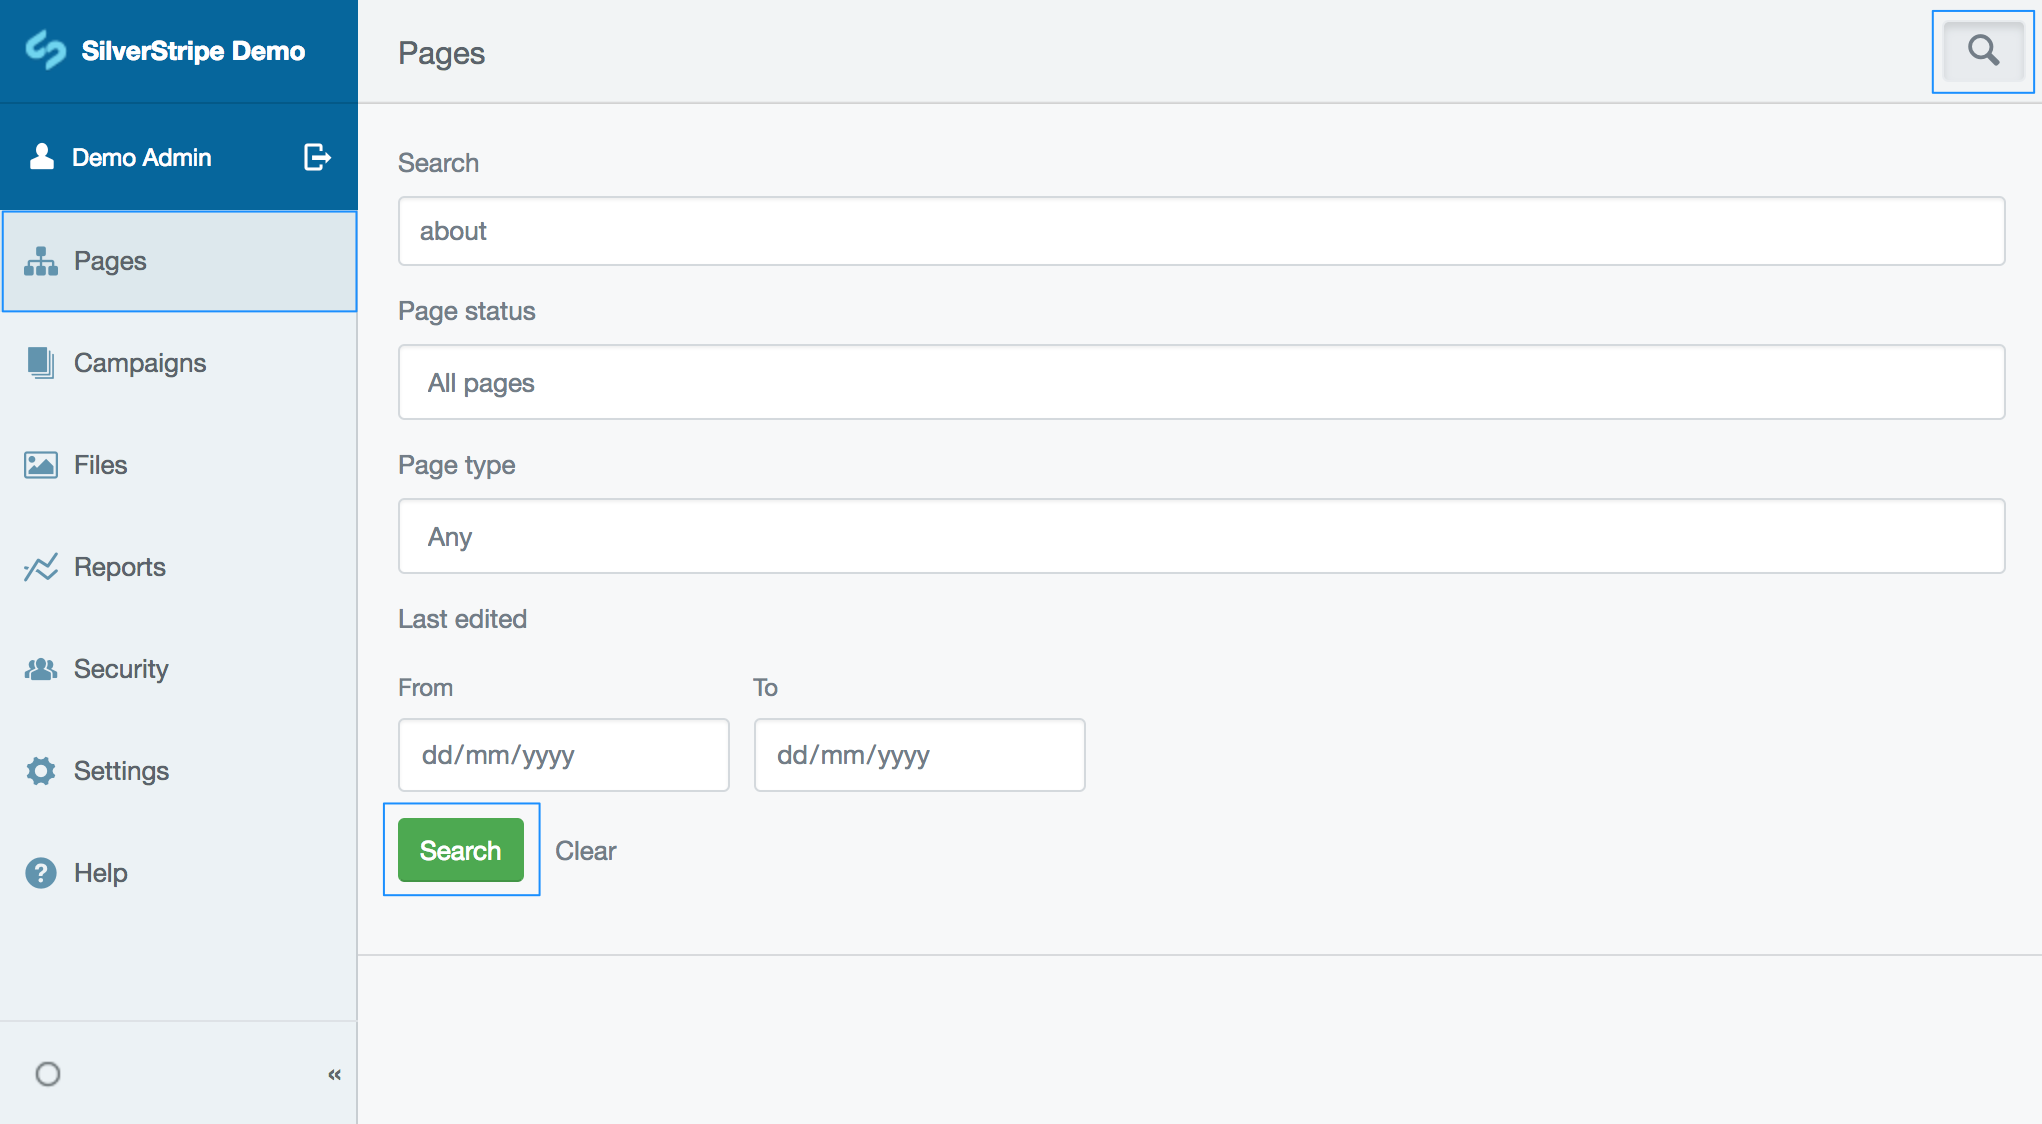 SilverStripe Demo
Demo Admin
Pages
Campaigns
Files
Reports
Security
Settings
Help
«
Pages
Search
about
Page status
All pages
Page type
Any
Last edited
From To
dd/mm/yyyy dd/mm/yyyy
Search Clear